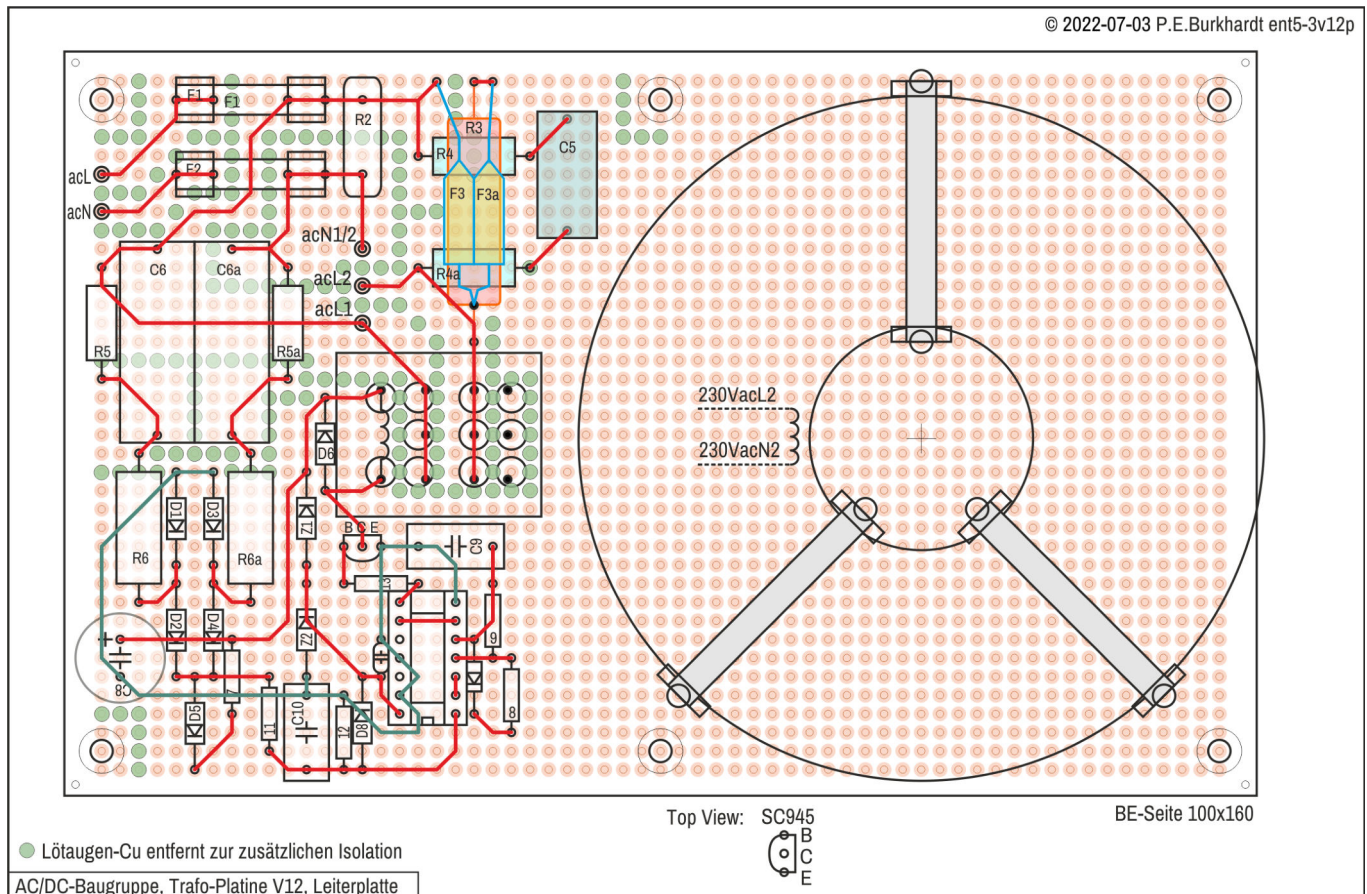 © 2022-07-03 P.E.Burkhardt ent5-3v12p
F1
F1
R2
R3
R4
C5
F2
acL
F3
F3a
acN
acN1/2
C6
C6a
acL2
R4a
acL1
R5
R5a
230VacL2
D6
230VacN2
D1
D3
1Z
B C E
C9
R6
R6a
D2
D4
2Z
9
+
C8
7
8
D5
11
C10
12
D8
Top View: SC945
B
C
E
BE-Seite 100x160
Lötaugen-Cu entfernt zur zusätzlichen Isolation
AC/DC-Baugruppe, Trafo-Platine V12, Leiterplatte